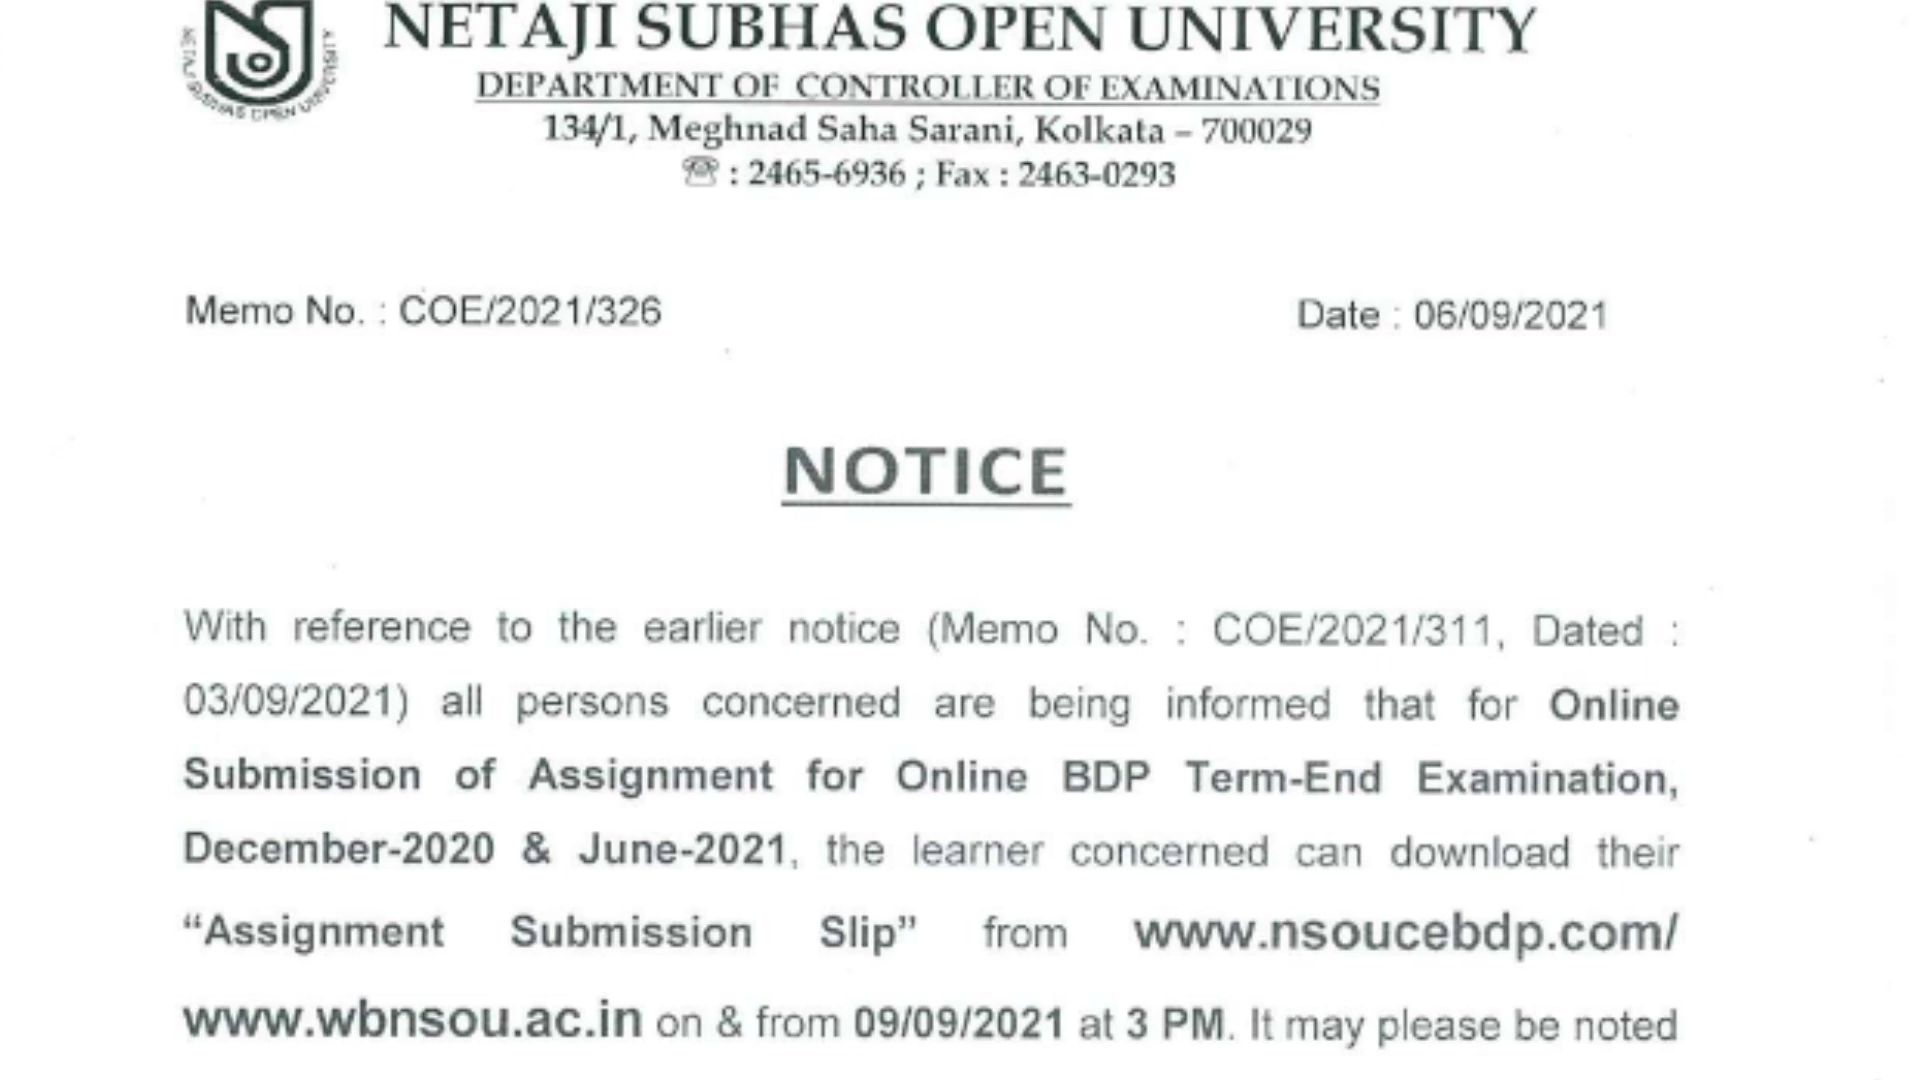 NETAJI SUBHAS OPEN UNIVERSITY
NETAJI SUBHAS OPEN UNIVERSITY
DEPARTMENT OF CONTROLLER OF EXAMINATIONS
134/1, Meghnad Saha Sarani, Kolkata – 700029
☎ : 2465-6936 ; Fax : 2463-0293
Memo No. : COE/2021/326
Date : 06/09/2021
NOTICE
With reference to the earlier notice (Memo No. : COE/2021/311, Dated :
03/09/2021) all persons concerned are being informed that for Online
Submission of Assignment for Online BDP Term-End Examination,
December-2020 & June-2021, the learner concerned can download their
“Assignment Submission Slip” from www.nsoucebdp.com/
www.wbnsou.ac.in on & from 09/09/2021 at 3 PM. It may please be noted